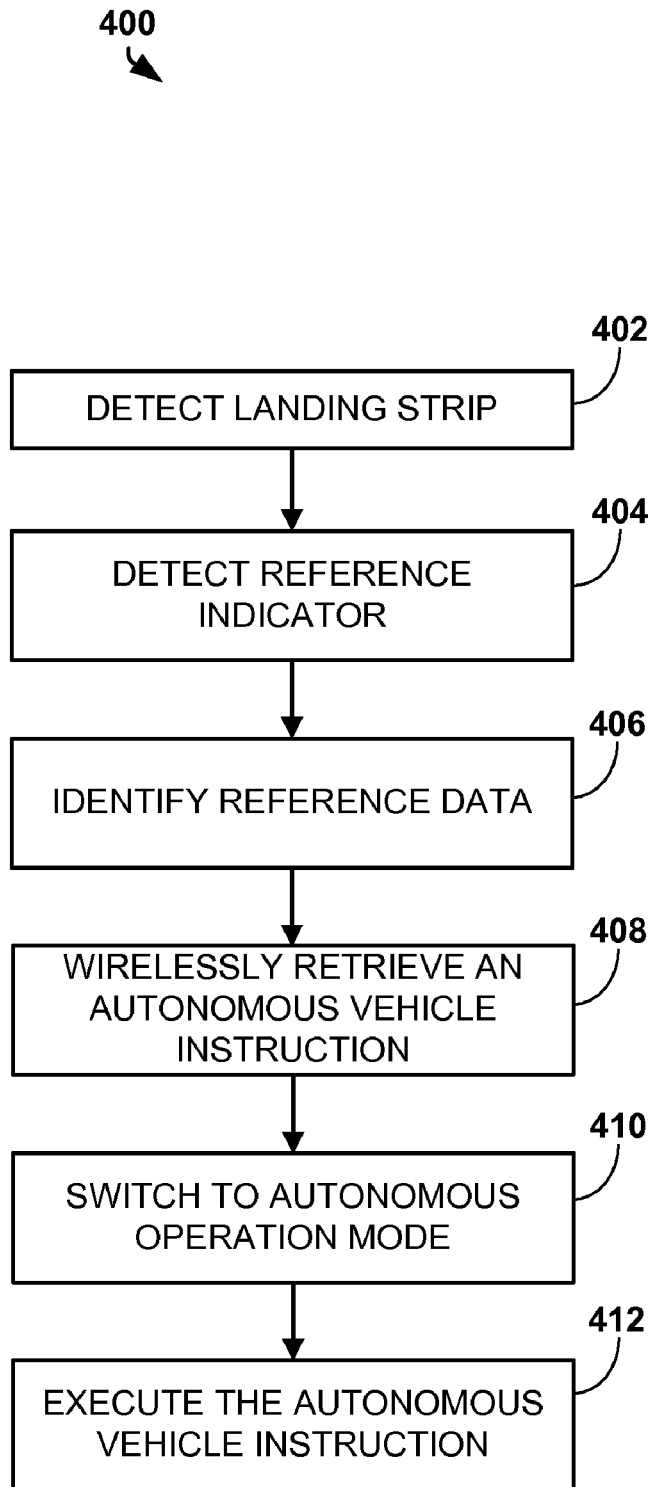 400
402
DETECT LANDING STRIP
404
DETECT REFERENCE
INDICATOR
406
IDENTIFY REFERENCE DATA
408
WIRELESSLY RETRIEVE AN
AUTONOMOUS VEHICLE
INSTRUCTION
410
SWITCH TO AUTONOMOUS
OPERATION MODE
412
EXECUTE THE AUTONOMOUS
VEHICLE INSTRUCTION